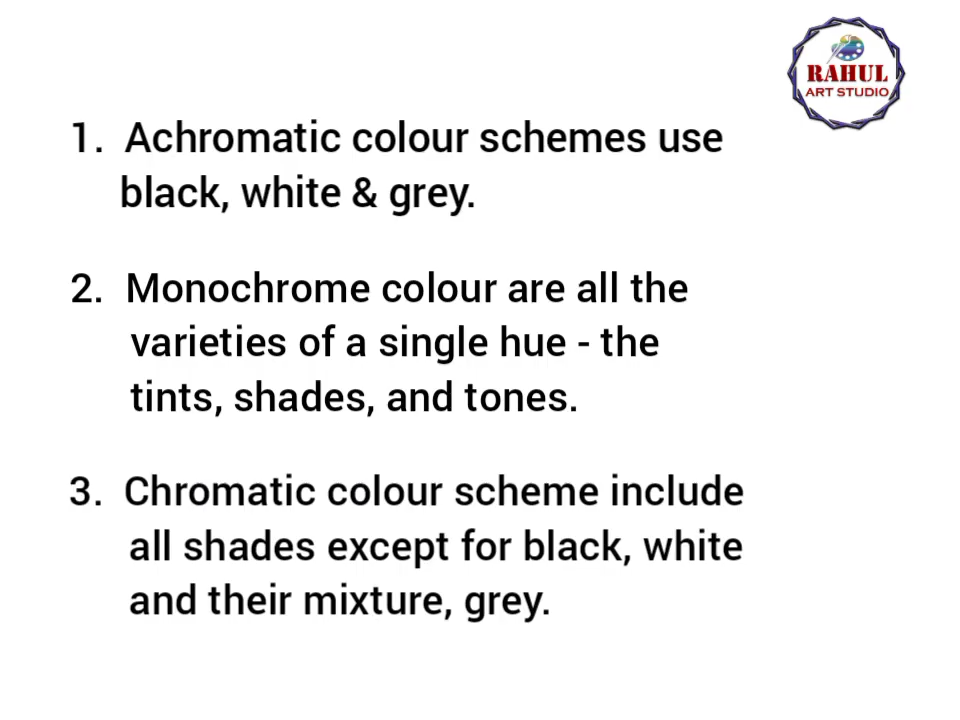 RAHUL
ART STUDIO
1. Achromatic colour schemes use
black, white & grey.
2. Monochrome colour are all the
varieties of a single hue - the
tints, shades, and tones.
3. Chromatic colour scheme include
all shades except for black, white
and their mixture, grey.